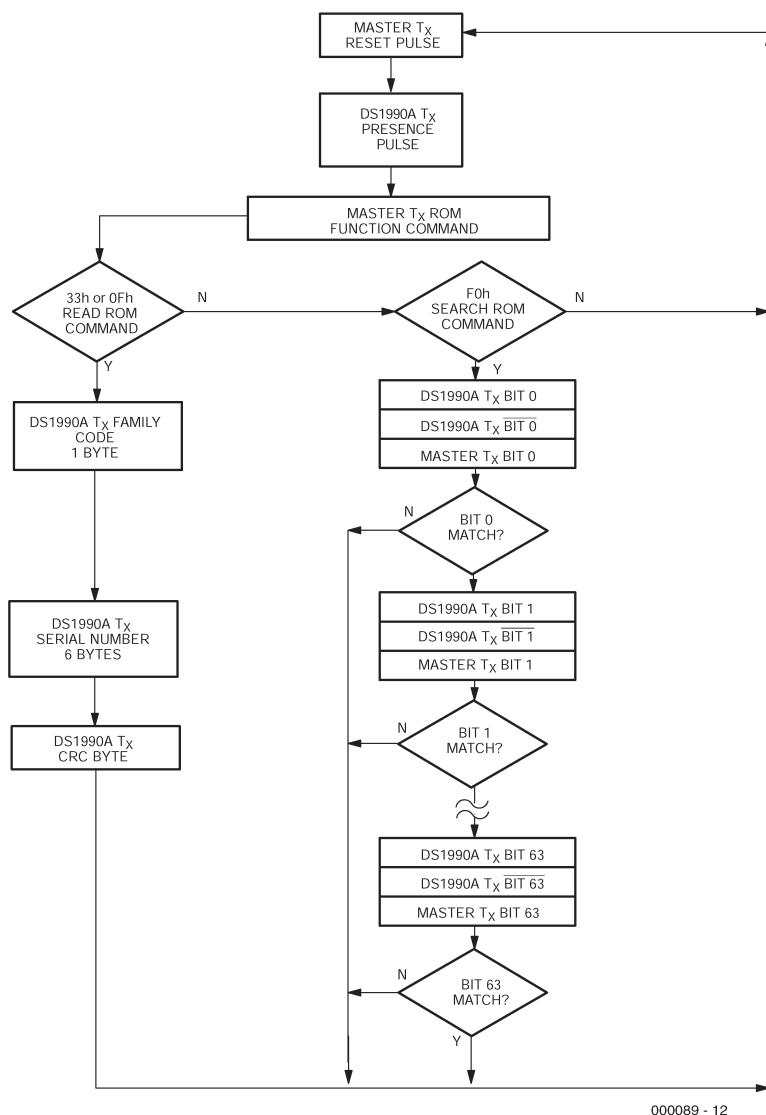 MASTER TX
RESET PULSE
DS1990A TX
PRESENCE
PULSE
MASTER TX ROM
FUNCTION COMMAND
33h or 0Fh
READ ROM
COMMAND
N
Y
F0h
SEARCH ROM
COMMAND
N
Y
DS1990A TX FAMILY
CODE
1 BYTE
DS1990A TX
SERIAL NUMBER
6 BYTES
DS1990A TX
CRC BYTE
DS1990A TX BIT 0
DS1990A TX BIT 0
MASTER TX BIT 0
N
BIT 0
MATCH?
DS1990A TX BIT 1
DS1990A TX BIT 1
MASTER TX BIT 1
N
BIT 1
MATCH?
DS1990A TX BIT 63
DS1990A TX BIT 63
MASTER TX BIT 63
N
BIT 63
MATCH?
Y
000089 - 12